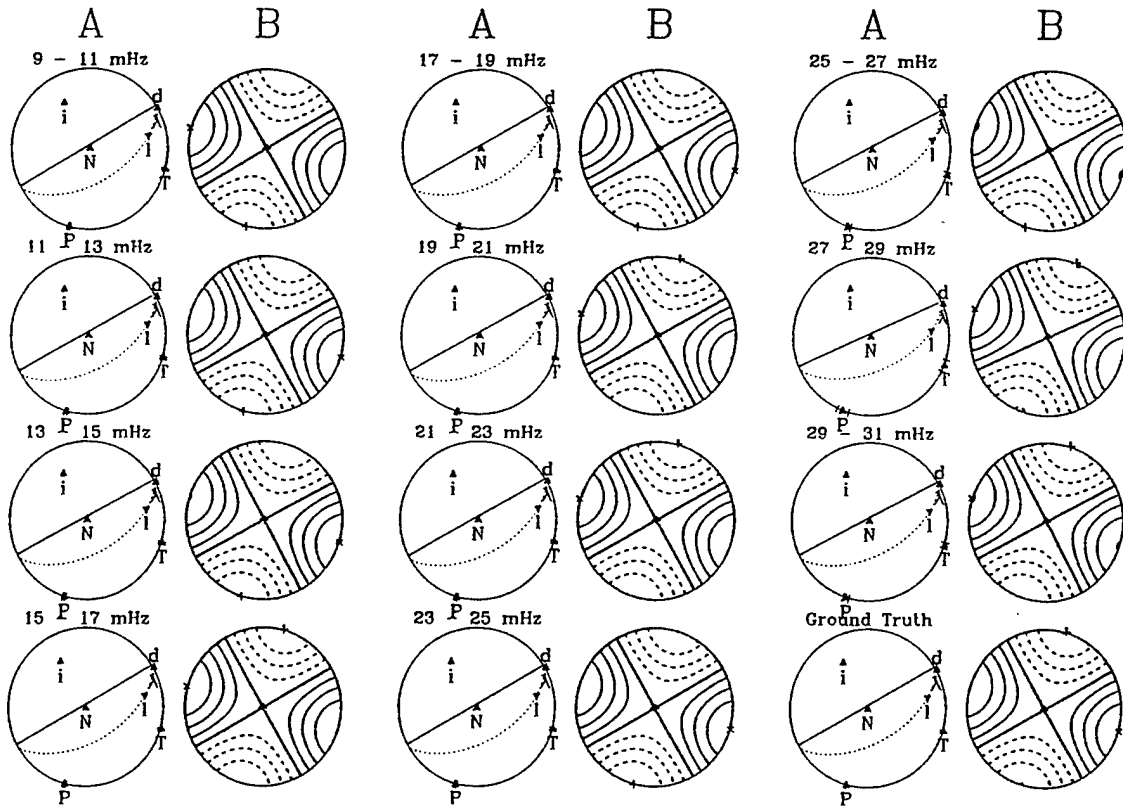 A B A B A B
9 - 11 mHz 17 - 19 mHz 25 - 27 mHz
d d d
i λ i λ i λ
I I I
N T N T N T
P P P
11 13 mHz 19 21 mHz 27 29 mHz
d d d
i λ i λ i λ
I I I
N T N T N T
P P P
13 15 mHz 21 23 mHz 29 - 31 mHz
d d d
i λ i λ i λ
I I I
N T N T N T
P P P
15 17 mHz 23 25 mHz Ground Truth
d d d
i λ i λ i λ
I I I
N T N T N T
P P P